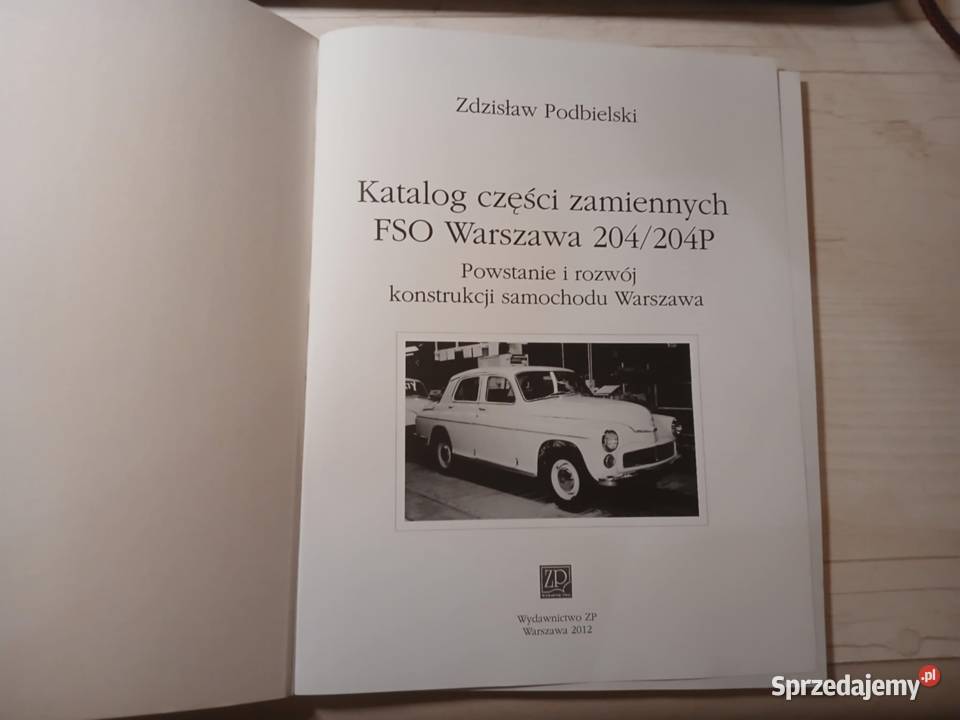 Zdzisław Podbielski
Katalog części zamiennych
FSO Warszawa 204/204P
Powstanie i rozwój
konstrukcji samochodu Warszawa
ZP
Wydawnictwo ZP
Warszawa 2012
Sprzedajemy.pl